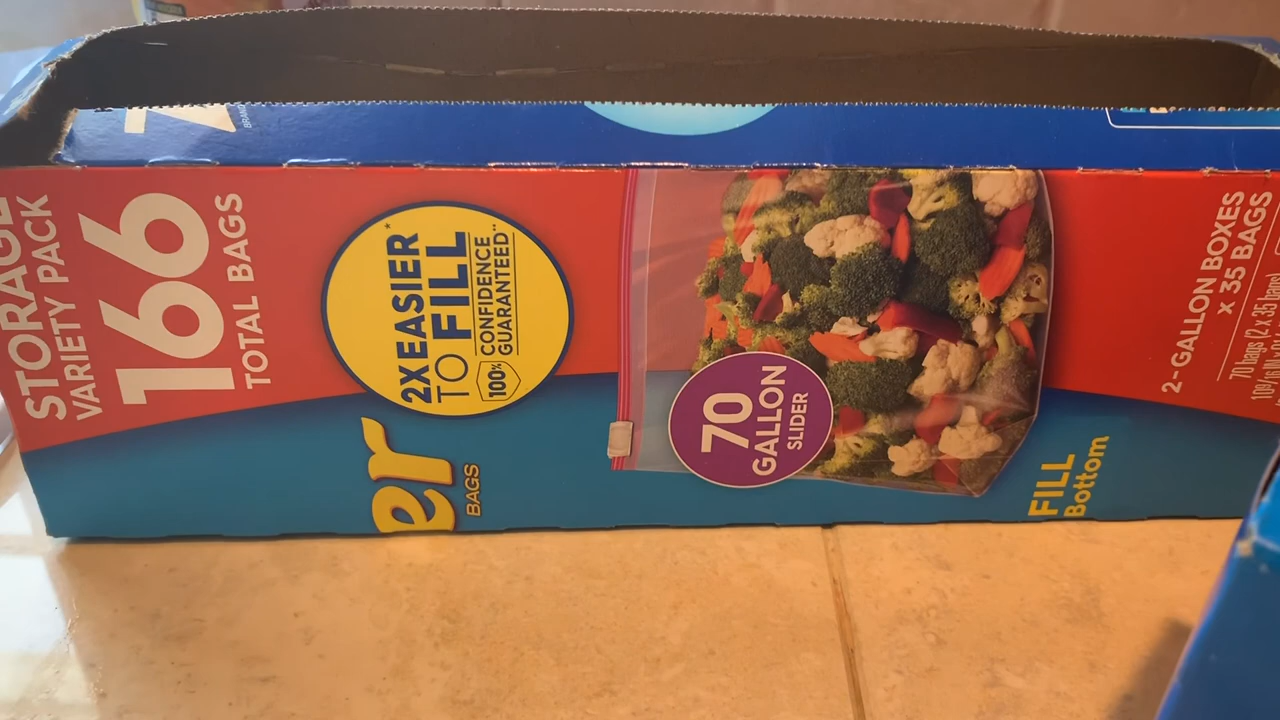 STORAGE
VARIETY PACK
166
TOTAL BAGS
2X EASIER*
TO FILL
100%
CONFIDENCE
GUARANTEED**
er
BAGS
70
GALLON
SLIDER
FILL
Bottom
2-GALLON BOXES
x 35 BAGS
70 bags (2 x 35 bags)